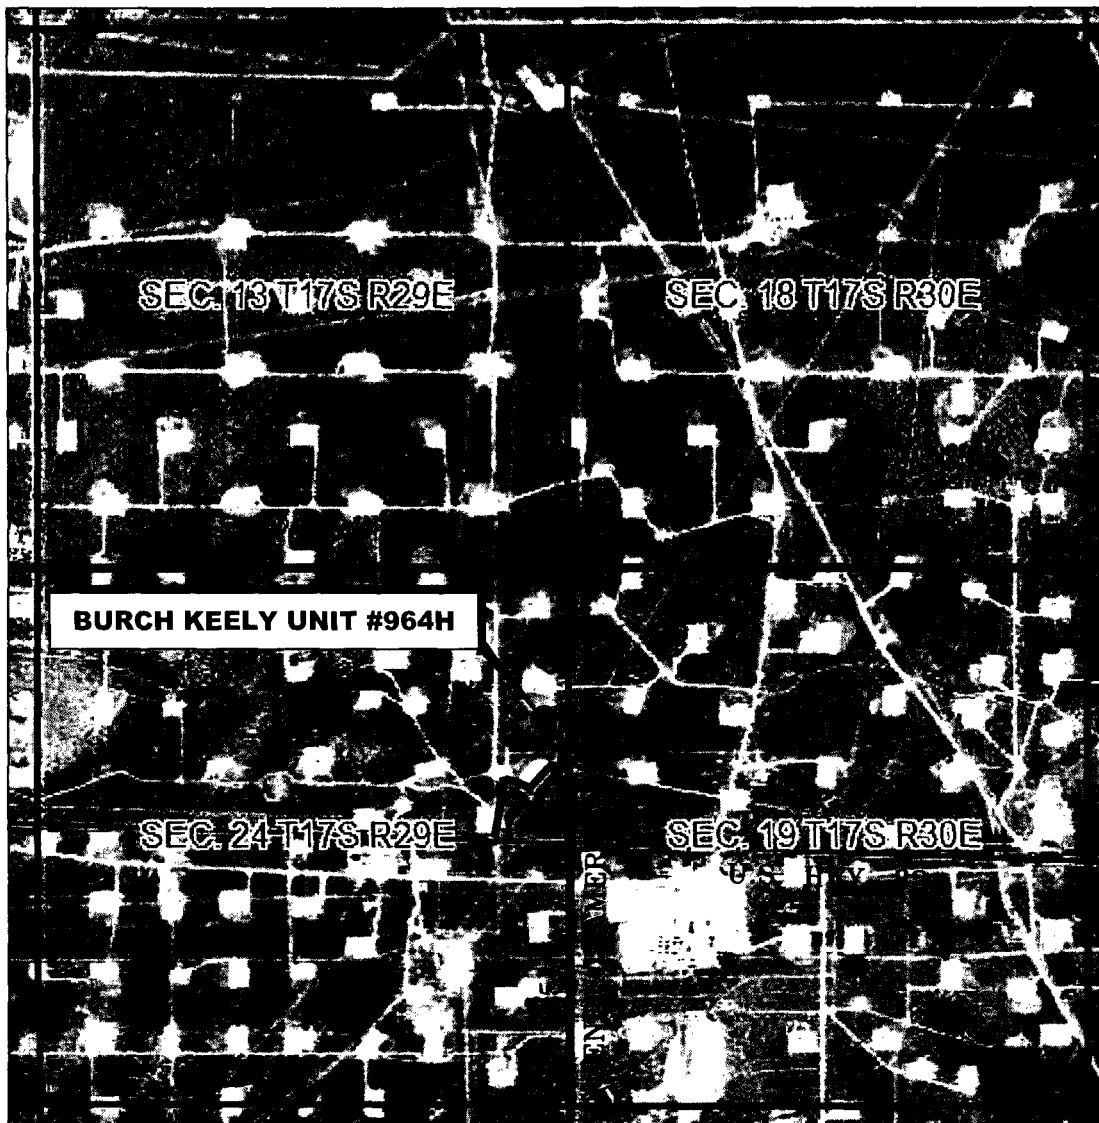 SEC. 13 T17S R29E
SEC. 18 T17S R30E
BURCH KEELY UNIT #964H
SEC. 24 T17S R29E
SEC. 19 T17S R30E
U.S. HWY